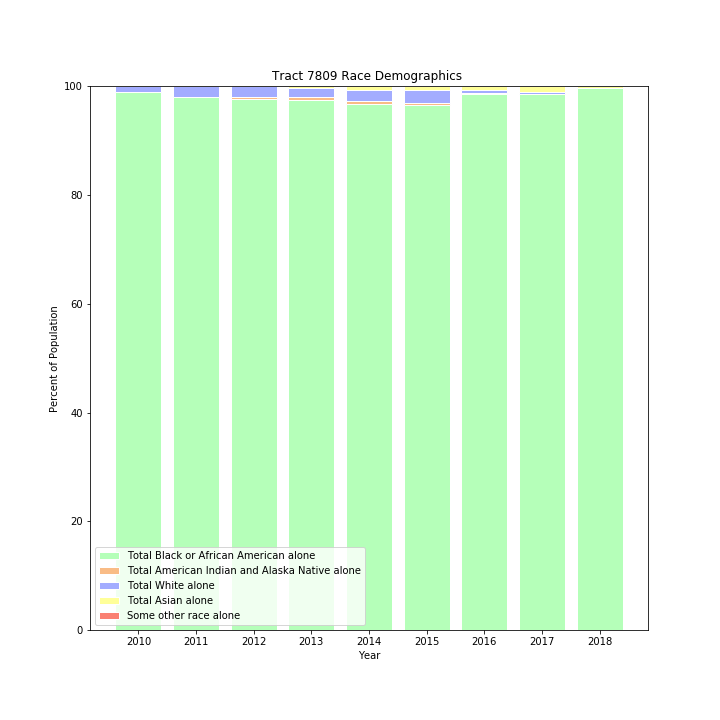 Tract 7809 Race Demographics
100
80
60
40
20
0
Percent of Population
Total Black or African American alone
Total American Indian and Alaska Native alone
Total White alone
Total Asian alone
Some other race alone
2010 2011 2012 2013 2014 2015 2016 2017 2018
Year